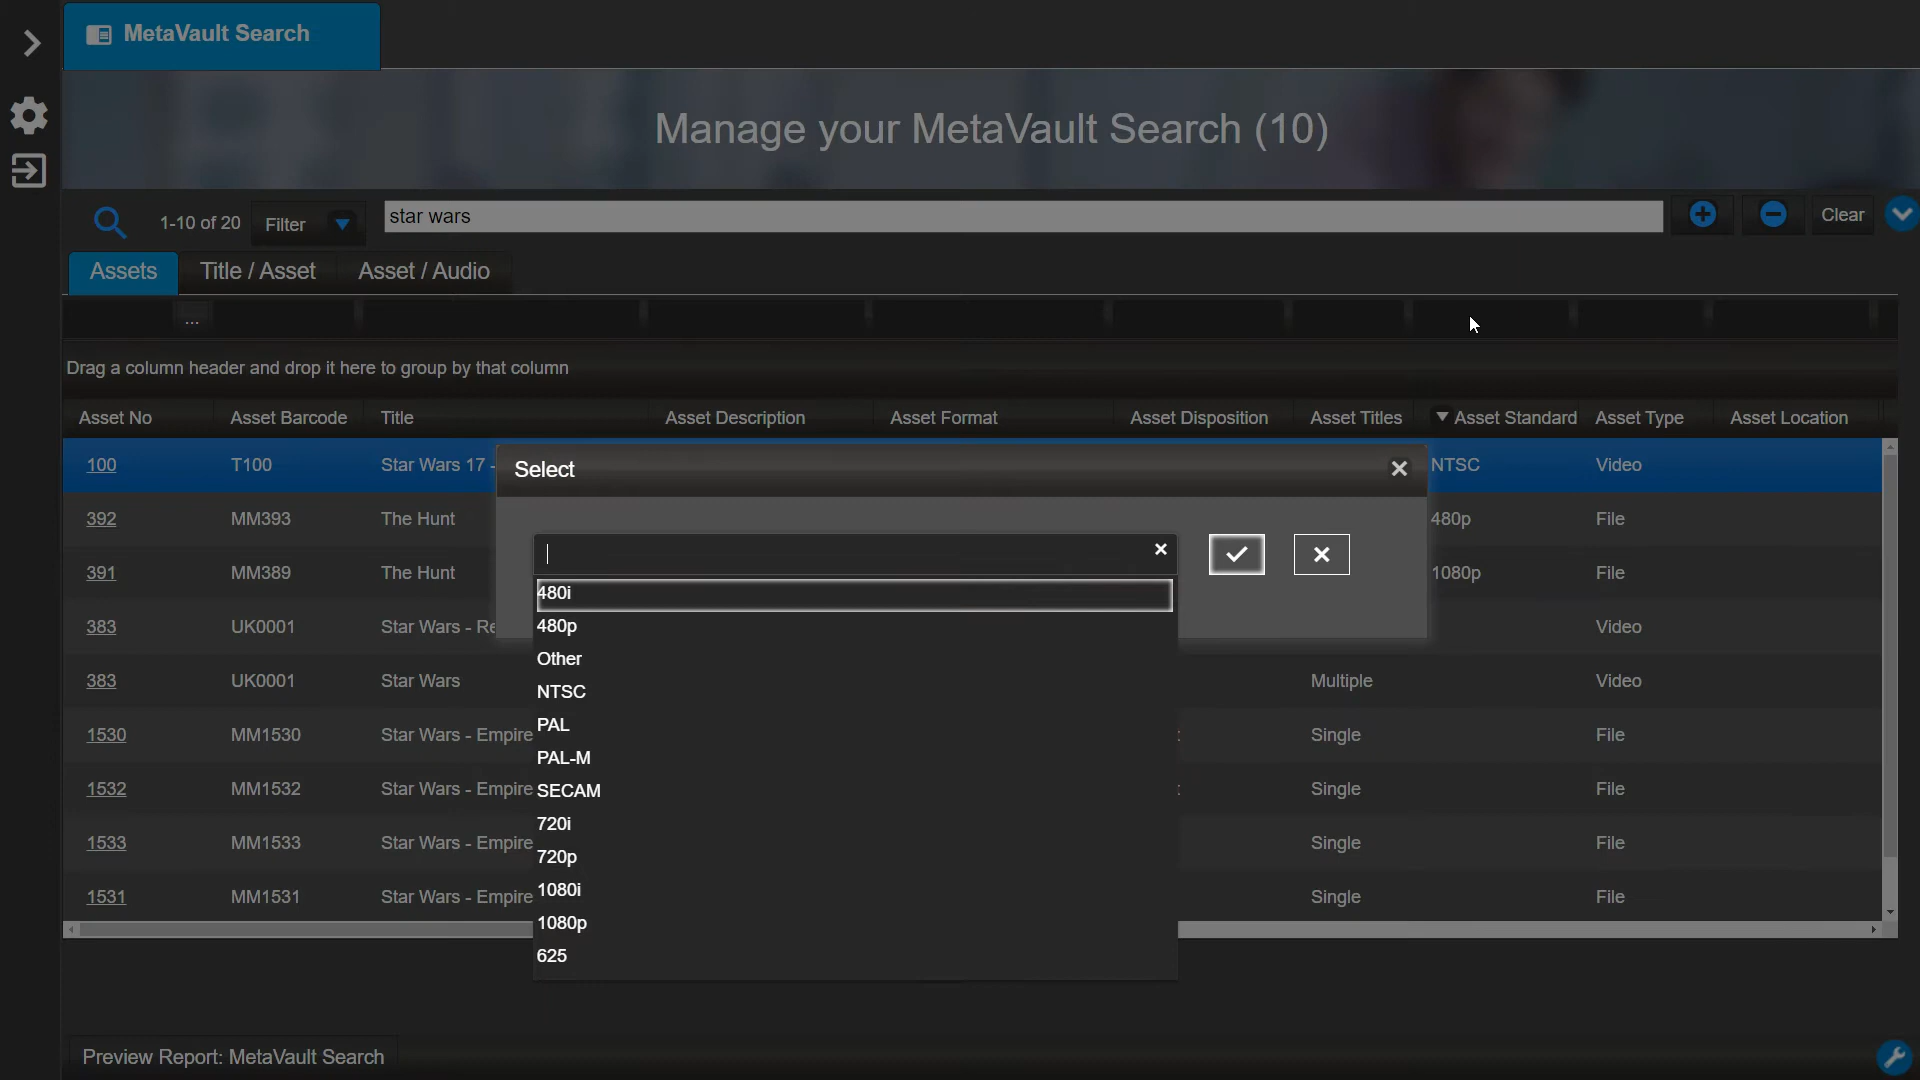 MetaVault Search
Manage your MetaVault Search (10)
1-10 of 20
Filter
star wars
Clear
Assets
Title / Asset
Asset / Audio
...
Drag a column header and drop it here to group by that column
Asset No Asset Barcode Title Asset Description Asset Format Asset Disposition Asset Titles Asset Standard Asset Type Asset Location
100 T100 Star Wars 17 - NTSC Video
392 MM393 The Hunt 480p File
391 MM389 The Hunt 1080p File
383 UK0001 Star Wars - Re Video
383 UK0001 Star Wars Multiple Video
1530 MM1530 Star Wars - Empire Single File
1532 MM1532 Star Wars - Empire Single File
1533 MM1533 Star Wars - Empire Single File
1531 MM1531 Star Wars - Empire Single File
Select
480i
480p
Other
NTSC
PAL
PAL-M
SECAM
720i
720p
1080i
1080p
625
Preview Report: MetaVault Search